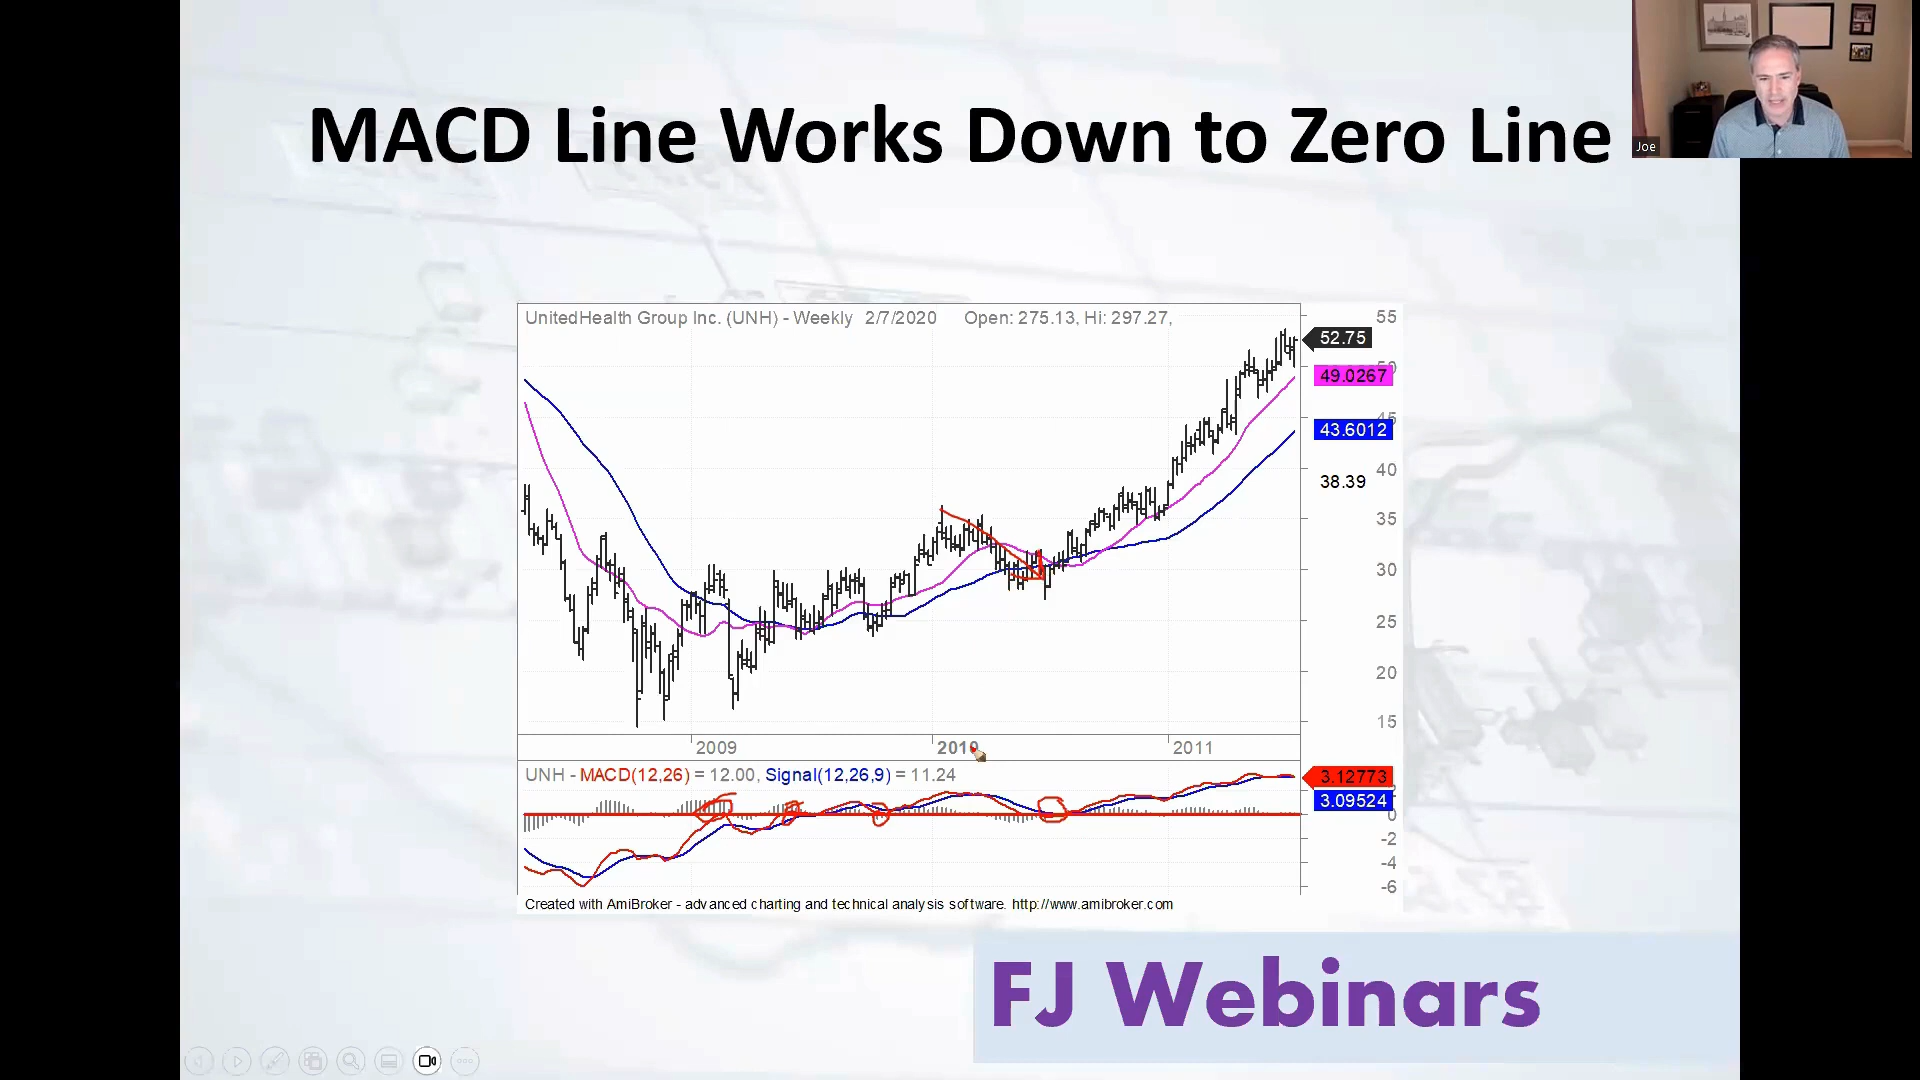 MACD Line Works Down to Zero Line
Joe
UnitedHealth Group Inc. (UNH) - Weekly 2/7/2020 Open: 275.13, Hi: 297.27,
55
52.75
49.0267
45
43.6012
40
38.39
35
30
25
20
15
2009 2010 2011
UNH - MACD(12,26) = 12.00, Signal(12,26,9) = 11.24
3.12773
3.09524
0
-2
-4
-6
Created with AmiBroker - advanced charting and technical analysis software. http://www.amibroker.com
FJ Webinars